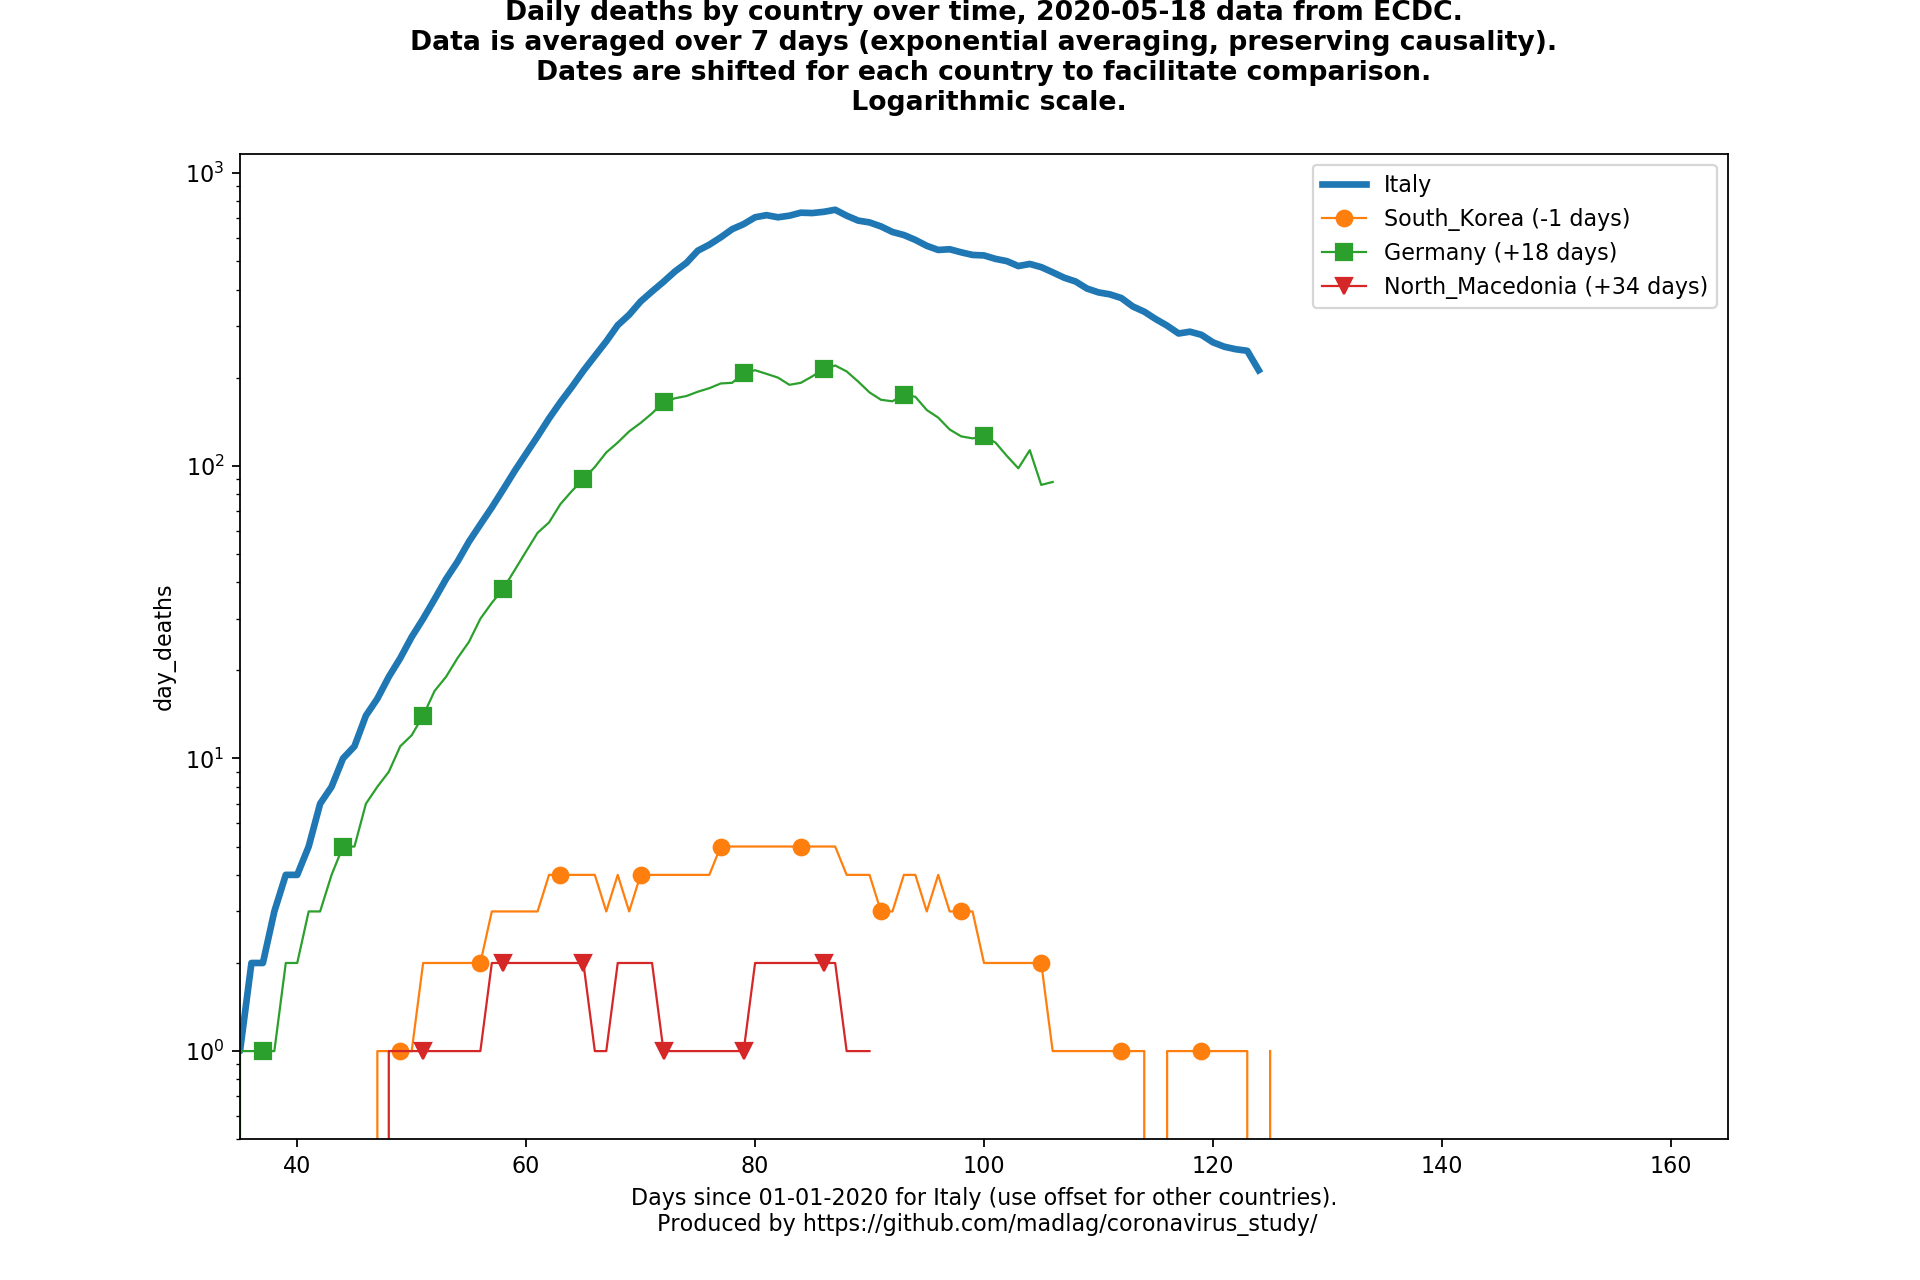 Daily deaths by country over time, 2020-05-18 data from ECDC.
Data is averaged over 7 days (exponential averaging, preserving causality).
Dates are shifted for each country to facilitate comparison.
Logarithmic scale.
10³
10²
10¹
10⁰
day_deaths
Italy
South_Korea (-1 days)
Germany (+18 days)
North_Macedonia (+34 days)
40 60 80 100 120 140 160
Days since 01-01-2020 for Italy (use offset for other countries).
Produced by https://github.com/madlag/coronavirus_study/